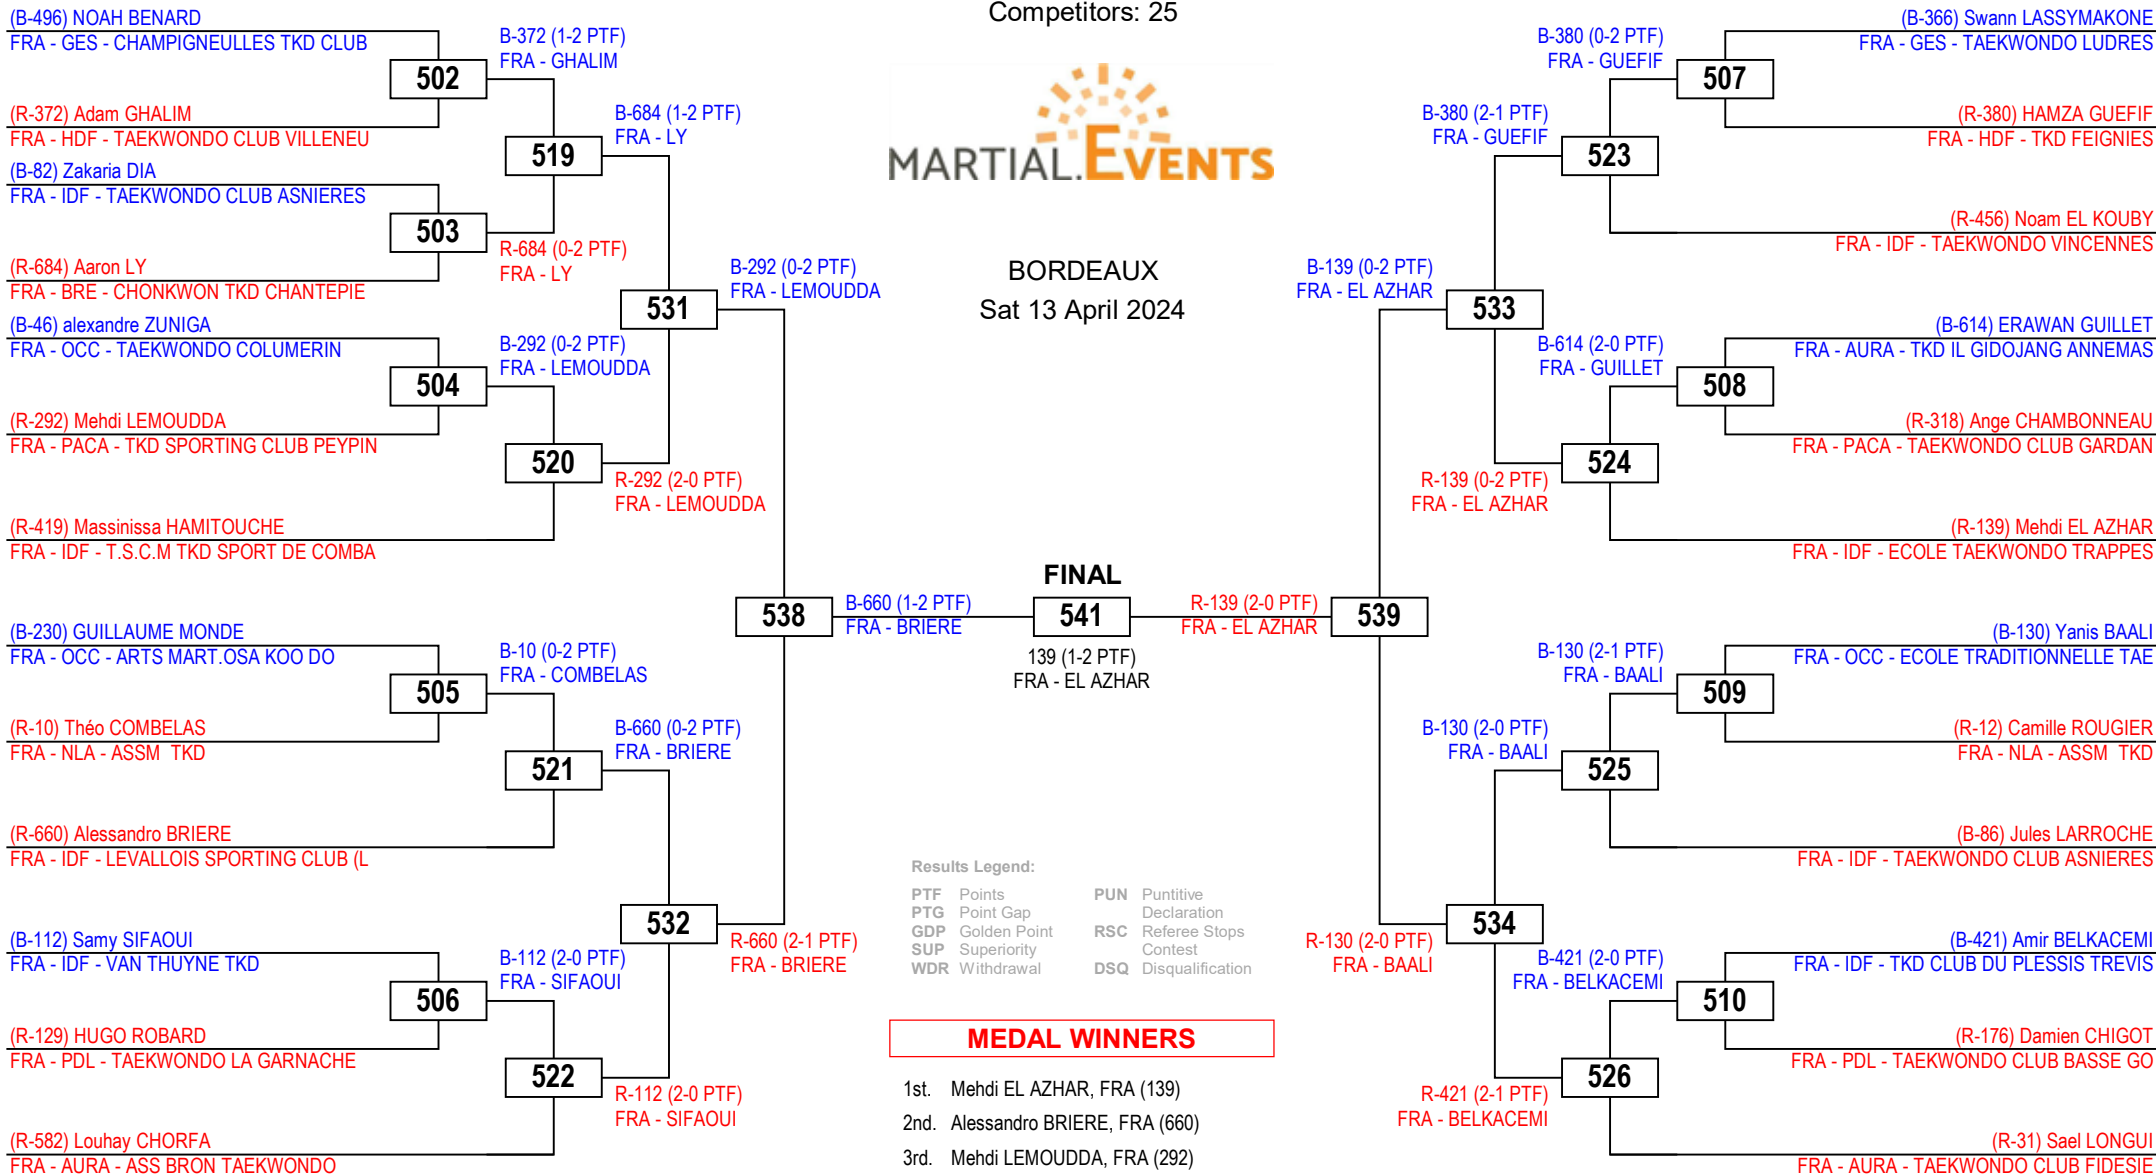 Competitors: 25
MARTIAL.EVENTS
BORDEAUX
Sat 13 April 2024
(B-496) NOAH BENARD
FRA - GES - CHAMPIGNEULLES TKD CLUB
502
(R-372) Adam GHALIM
FRA - HDF - TAEKWONDO CLUB VILLENEU
(B-82) Zakaria DIA
FRA - IDF - TAEKWONDO CLUB ASNIERES
503
(R-684) Aaron LY
FRA - BRE - CHONKWON TKD CHANTEPIE
(B-46) alexandre ZUNIGA
FRA - OCC - TAEKWONDO COLUMERIN
504
(R-292) Mehdi LEMOUDDA
FRA - PACA - TKD SPORTING CLUB PEYPIN
(R-419) Massinissa HAMITOUCHE
FRA - IDF - T.S.C.M TKD SPORT DE COMBA
(B-230) GUILLAUME MONDE
FRA - OCC - ARTS MART.OSA KOO DO
505
(R-10) Théo COMBELAS
FRA - NLA - ASSM TKD
(R-660) Alessandro BRIERE
FRA - IDF - LEVALLOIS SPORTING CLUB (L
(B-112) Samy SIFAOUI
FRA - IDF - VAN THUYNE TKD
506
(R-129) HUGO ROBARD
FRA - PDL - TAEKWONDO LA GARNACHE
(R-582) Louhay CHORFA
FRA - AURA - ASS BRON TAEKWONDO
B-372 (1-2 PTF)
FRA - GHALIM
519
R-684 (0-2 PTF)
FRA - LY
B-292 (0-2 PTF)
FRA - LEMOUDDA
520
B-10 (0-2 PTF)
FRA - COMBELAS
521
B-112 (2-0 PTF)
FRA - SIFAOUI
522
B-684 (1-2 PTF)
FRA - LY
531
R-292 (2-0 PTF)
FRA - LEMOUDDA
B-660 (0-2 PTF)
FRA - BRIERE
532
R-112 (2-0 PTF)
FRA - SIFAOUI
B-292 (0-2 PTF)
FRA - LEMOUDDA
538
R-660 (2-1 PTF)
FRA - BRIERE
B-660 (1-2 PTF)
FRA - BRIERE
FINAL
541
139 (1-2 PTF)
FRA - EL AZHAR
R-139 (2-0 PTF)
FRA - EL AZHAR
539
B-139 (0-2 PTF)
FRA - EL AZHAR
R-130 (2-0 PTF)
FRA - BAALI
B-380 (2-1 PTF)
FRA - GUEFIF
533
R-139 (0-2 PTF)
FRA - EL AZHAR
B-130 (2-0 PTF)
FRA - BAALI
534
R-421 (2-1 PTF)
FRA - BELKACEMI
B-380 (0-2 PTF)
FRA - GUEFIF
523
B-614 (2-0 PTF)
FRA - GUILLET
524
B-130 (2-1 PTF)
FRA - BAALI
525
B-421 (2-0 PTF)
FRA - BELKACEMI
526
(B-366) Swann LASSYMAKONE
FRA - GES - TAEKWONDO LUDRES
507
(R-380) HAMZA GUEFIF
FRA - HDF - TKD FEIGNIES
(R-456) Noam EL KOUBY
FRA - IDF - TAEKWONDO VINCENNES
(B-614) ERAWAN GUILLET
FRA - AURA - TKD IL GIDOJANG ANNEMAS
508
(R-318) Ange CHAMBONNEAU
FRA - PACA - TAEKWONDO CLUB GARDAN
(R-139) Mehdi EL AZHAR
FRA - IDF - ECOLE TAEKWONDO TRAPPES
(B-130) Yanis BAALI
FRA - OCC - ECOLE TRADITIONNELLE TAE
509
(R-12) Camille ROUGIER
FRA - NLA - ASSM TKD
(B-86) Jules LARROCHE
FRA - IDF - TAEKWONDO CLUB ASNIERES
(B-421) Amir BELKACEMI
FRA - IDF - TKD CLUB DU PLESSIS TREVIS
510
(R-176) Damien CHIGOT
FRA - PDL - TAEKWONDO CLUB BASSE GO
(R-31) Sael LONGUI
FRA - AURA - TAEKWONDO CLUB FIDESIE
Results Legend:
PTF Points
PTG Point Gap
GDP Golden Point
SUP Superiority
WDR Withdrawal
PUN Puntitive
Declaration
RSC Referee Stops
Contest
DSQ Disqualification
MEDAL WINNERS
1st. Mehdi EL AZHAR, FRA (139)
2nd. Alessandro BRIERE, FRA (660)
3rd. Mehdi LEMOUDDA, FRA (292)